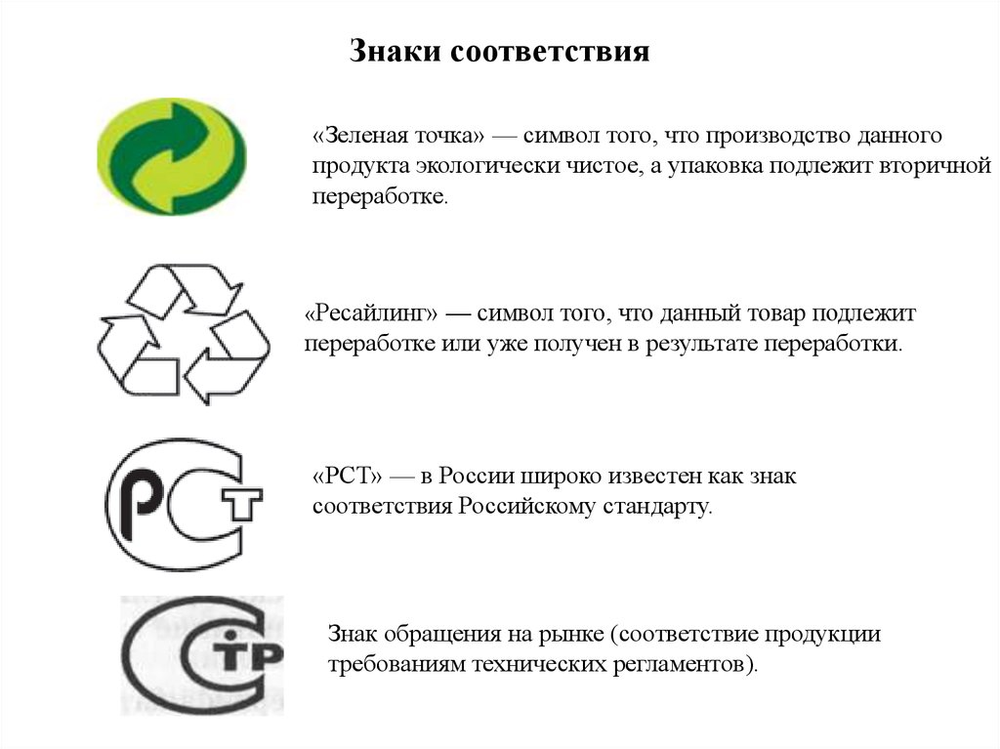 Знаки соответствия
«Зеленая точка» — символ того, что производство данного
продукта экологически чистое, а упаковка подлежит вторичной
переработке.
«Ресайлинг» — символ того, что данный товар подлежит
переработке или уже получен в результате переработки.
РСТ
«РСТ» — в России широко известен как знак
соответствия Российскому стандарту.
СТР
Знак обращения на рынке (соответствие продукции
требованиям технических регламентов).